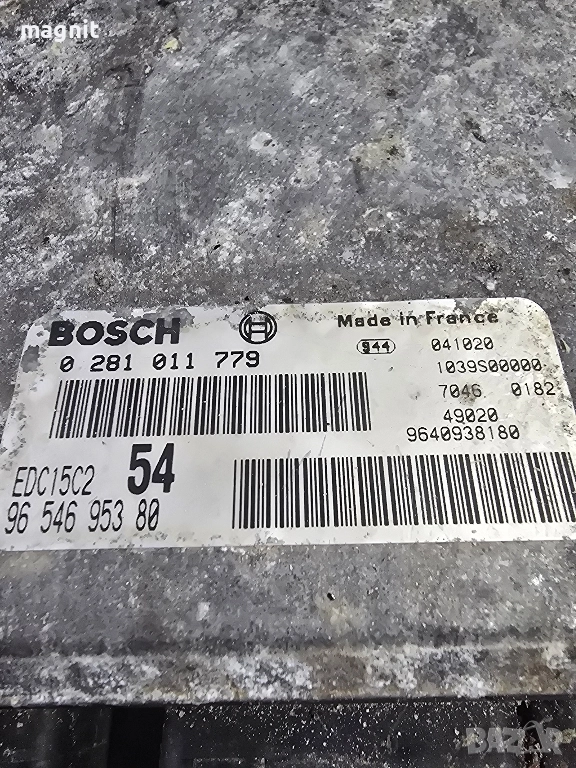 magnit
BOSCH
Made in France
0 281 011 779
944 041020
1039S00000
7046 0182
49020
9640938180
EDC15C2 54
96 546 953 80
BAZAR